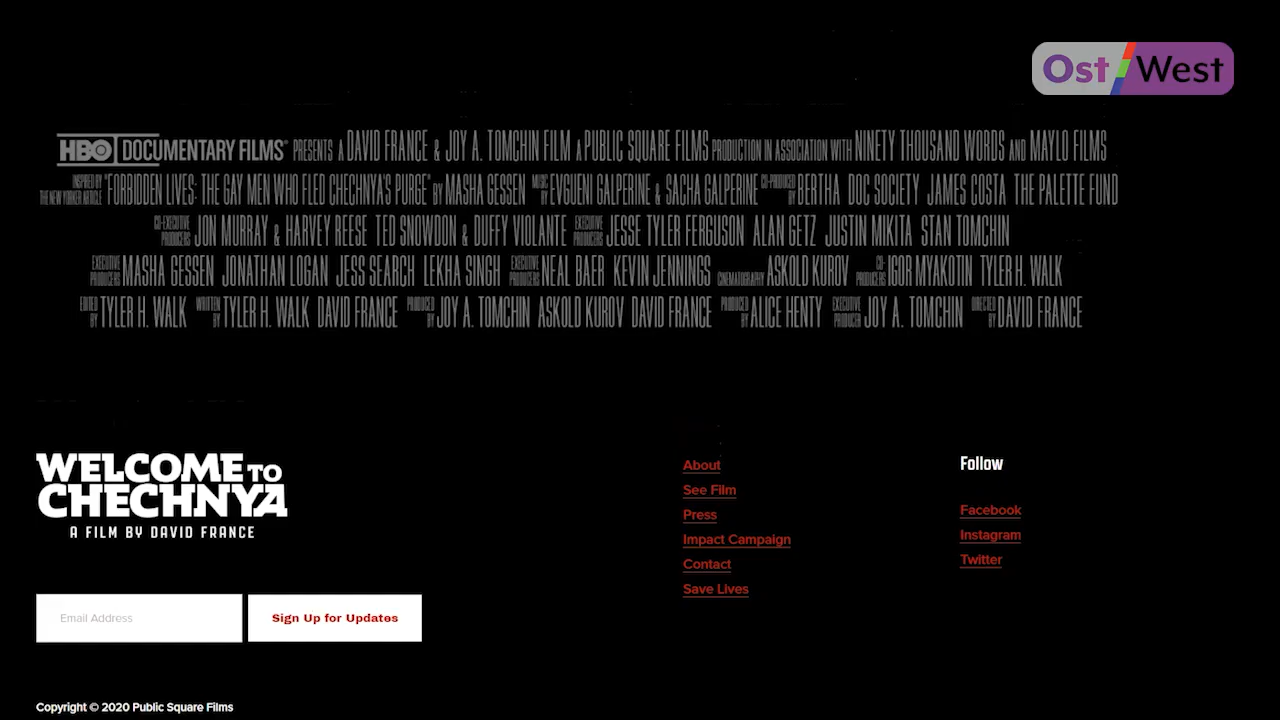 Ost West
HBO DOCUMENTARY FILMS® PRESENTS A DAVID FRANCE & JOY A. TOMCHIN FILM A PUBLIC SQUARE FILMS PRODUCTION IN ASSOCIATION WITH NINETY THOUSAND WORDS AND MAYLO FILMS
INSPIRED BY THE NEW YORKER ARTICLE "FORBIDDEN LIVES: THE GAY MEN WHO FLED CHECHNYA'S PURGE" BY MASHA GESSEN MUSIC BY EVGUENI GALPERINE & SACHA GALPERINE CO-PRODUCED BY BERTHA DOC SOCIETY JAMES COSTA THE PALETTE FUND
CO-EXECUTIVE PRODUCERS JON MURRAY & HARVEY REESE TED SNOWDON & DUFFY VIOLANTE EXECUTIVE PRODUCERS JESSE TYLER FERGUSON ALAN GETZ JUSTIN MIKITA STAN TOMCHIN
EXECUTIVE PRODUCERS MASHA GESSEN JONATHAN LOGAN JESS SEARCH LEKHA SINGH EXECUTIVE PRODUCERS NEAL BAER KEVIN JENNINGS CINEMATOGRAPHY ASKOLD KUROV CO-PRODUCERS IGOR MYAKOTIN TYLER H. WALK
EDITED BY TYLER H. WALK WRITTEN BY TYLER H. WALK DAVID FRANCE PRODUCED BY JOY A. TOMCHIN ASKOLD KUROV DAVID FRANCE PRODUCED BY ALICE HENTY EXECUTIVE PRODUCER JOY A. TOMCHIN DIRECTED BY DAVID FRANCE
WELCOME TO
CHECHNYA
A FILM BY DAVID FRANCE
Email Address
Sign Up for Updates
About
See Film
Press
Impact Campaign
Contact
Save Lives
Follow
Facebook
Instagram
Twitter
Copyright © 2020 Public Square Films